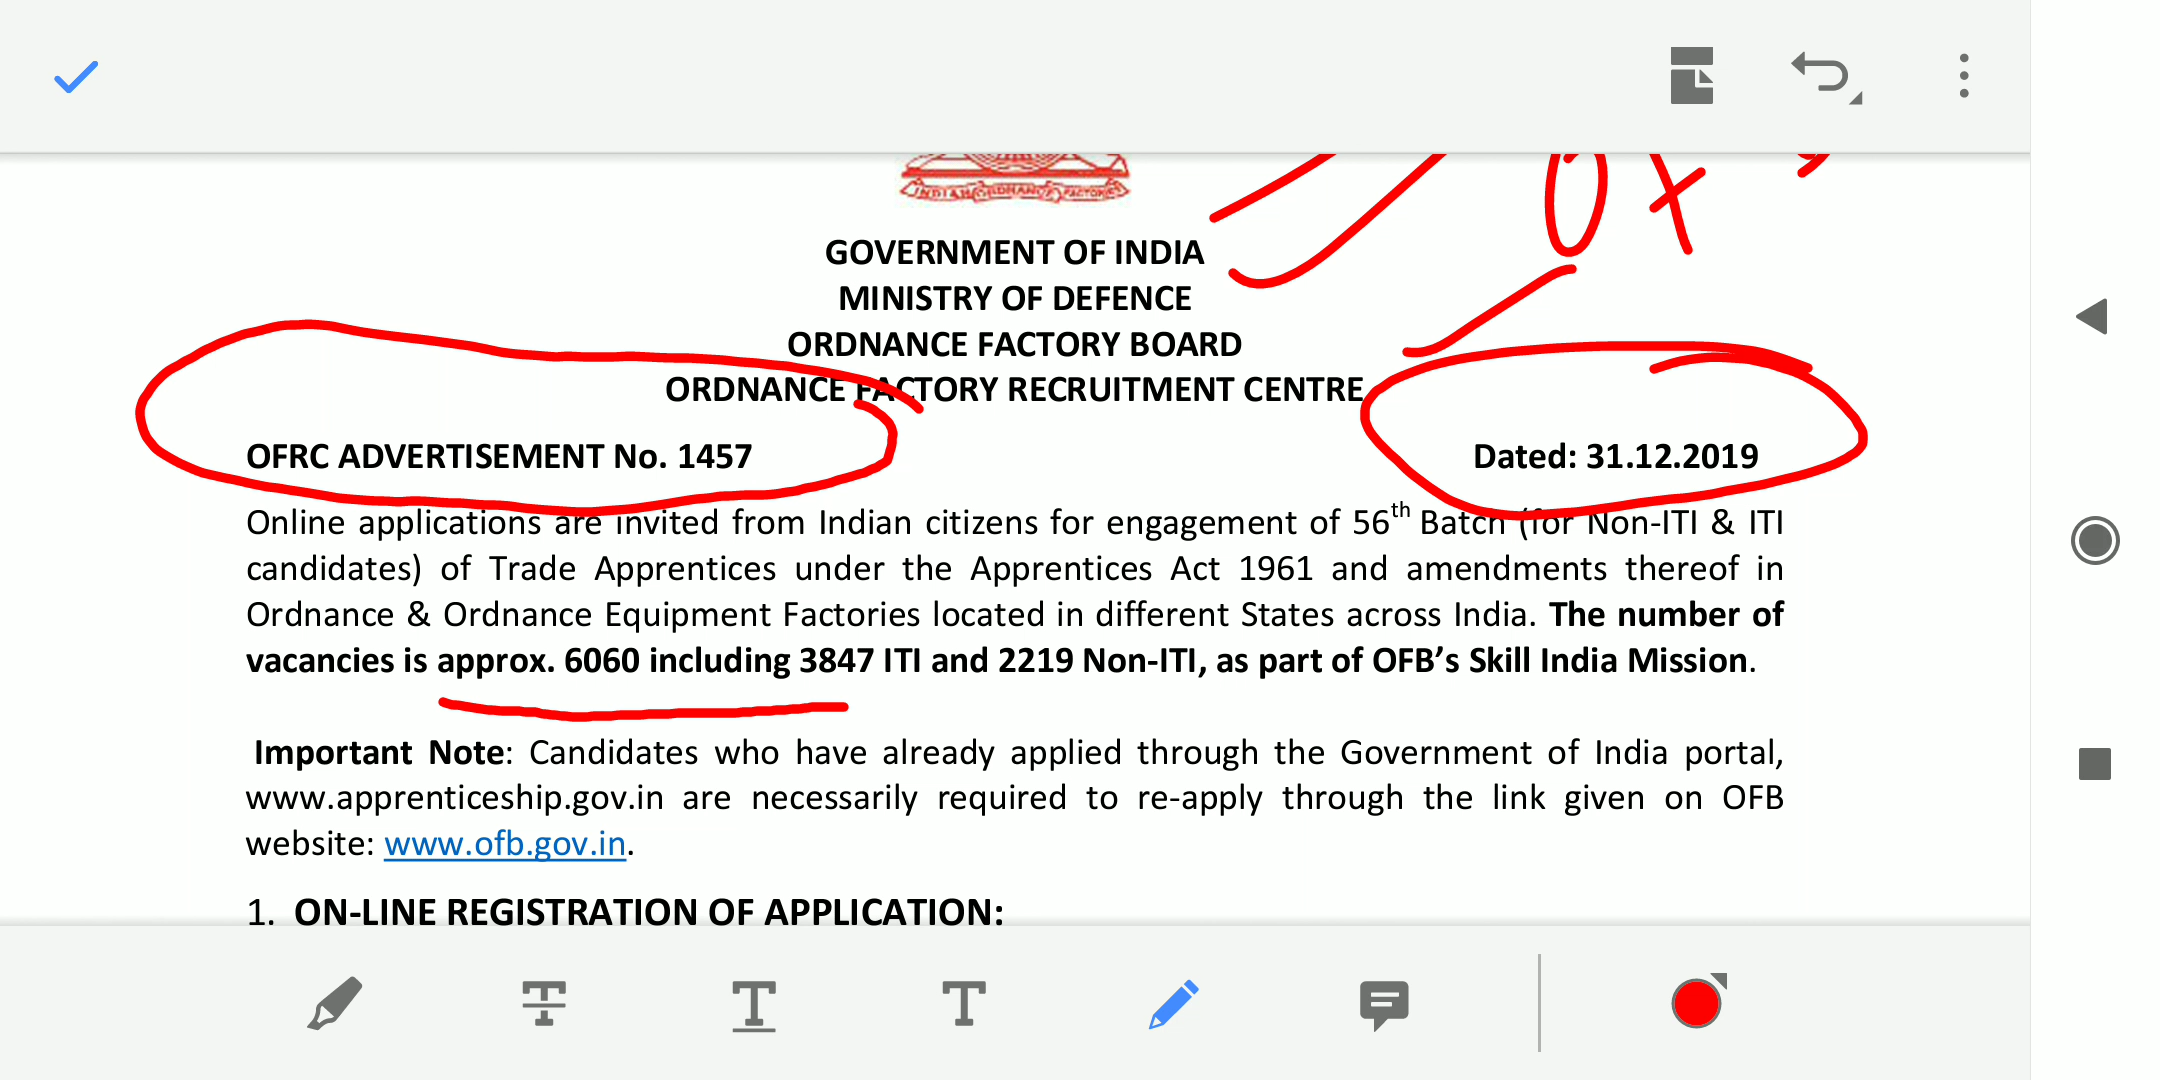 INDIAN ORDNANCE FACTORIES
GOVERNMENT OF INDIA
MINISTRY OF DEFENCE
ORDNANCE FACTORY BOARD
ORDNANCE FACTORY RECRUITMENT CENTRE
OFRC ADVERTISEMENT No. 1457 Dated: 31.12.2019
Online applications are invited from Indian citizens for engagement of 56th Batch (for Non-ITI & ITI
candidates) of Trade Apprentices under the Apprentices Act 1961 and amendments thereof in
Ordnance & Ordnance Equipment Factories located in different States across India. The number of
vacancies is approx. 6060 including 3847 ITI and 2219 Non-ITI, as part of OFB's Skill India Mission.
Important Note: Candidates who have already applied through the Government of India portal,
www.apprenticeship.gov.in are necessarily required to re-apply through the link given on OFB
website: www.ofb.gov.in.
1. ON-LINE REGISTRATION OF APPLICATION: